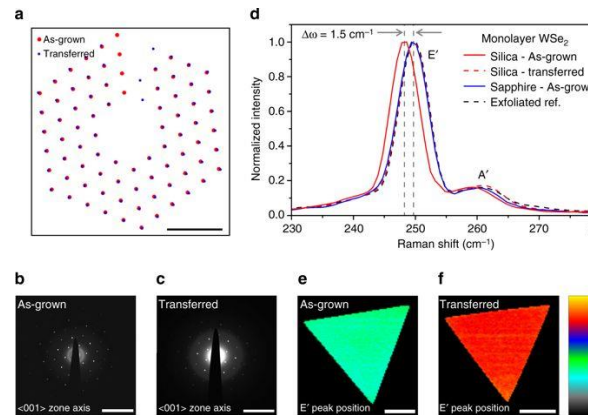 a
As-grown
Transferred
b
As-grown
<001> zone axis
c
Transferred
<001> zone axis
d
Δω = 1.5 cm⁻¹
E′
A′
Monolayer WSe₂
Silica - As-grown
Silica - transferred
Sapphire - As-grow
Exfoliated ref.
Normalized intensity
1.0
0.8
0.6
0.4
0.2
0.0
230
240
250
260
270
Raman shift (cm⁻¹)
e
As-grown
E′ peak position
f
Transferred
E′ peak position